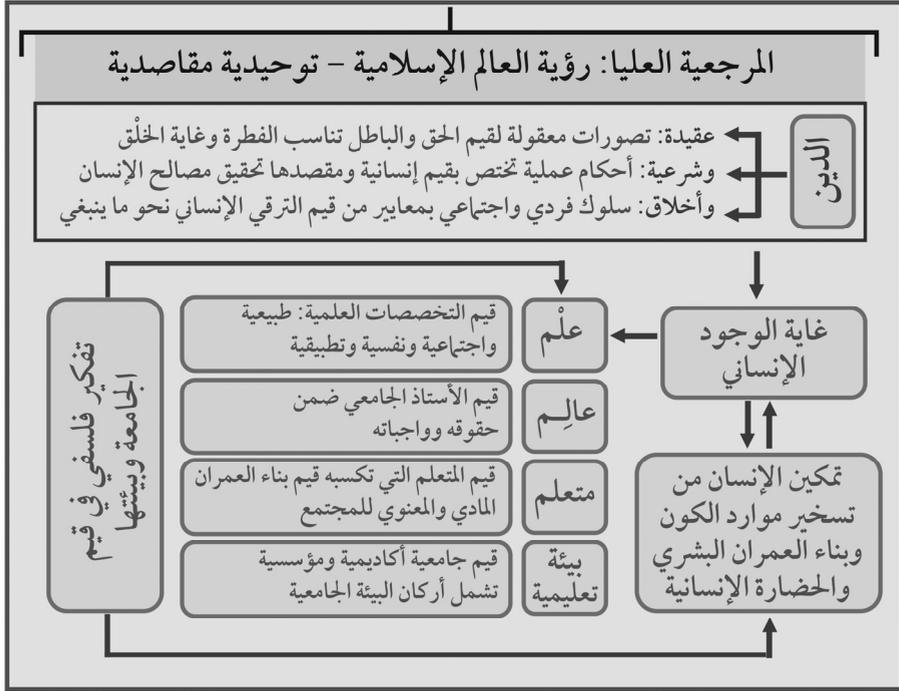 المرجعية العليا: رؤية العالم الإسلامية – توحيدية مقاصدية
الدين
عقيدة: تصورات معقولة لقيم الحق والباطل تناسب الفطرة وغاية الخلْق
وشرعية: أحكام عملية تختص بقيم إنسانية ومقصدها تحقيق مصالح الإنسان
وأخلاق: سلوك فردي واجتماعي بمعايير من قيم الترقي الإنساني نحو ما ينبغي
غاية الوجود
الإنساني
تمكين الإنسان من
تسخير موارد الكون
وبناء العمران البشري
والحضارة الإنسانية
علْم
قيم التخصصات العلمية: طبيعية
واجتماعية ونفسية وتطبيقية
عالِـم
قيم الأستاذ الجامعي ضمن
حقوقه وواجباته
متعلم
قيم المتعلم التي تكسبه قيم بناء العمران
المادي والمعنوي للمجتمع
بيئة
تعليمية
قيم جامعية أكاديمية ومؤسسية
تشمل أركان البيئة الجامعية
تفكير فلسفي في قيم
الجامعة وبيئتها